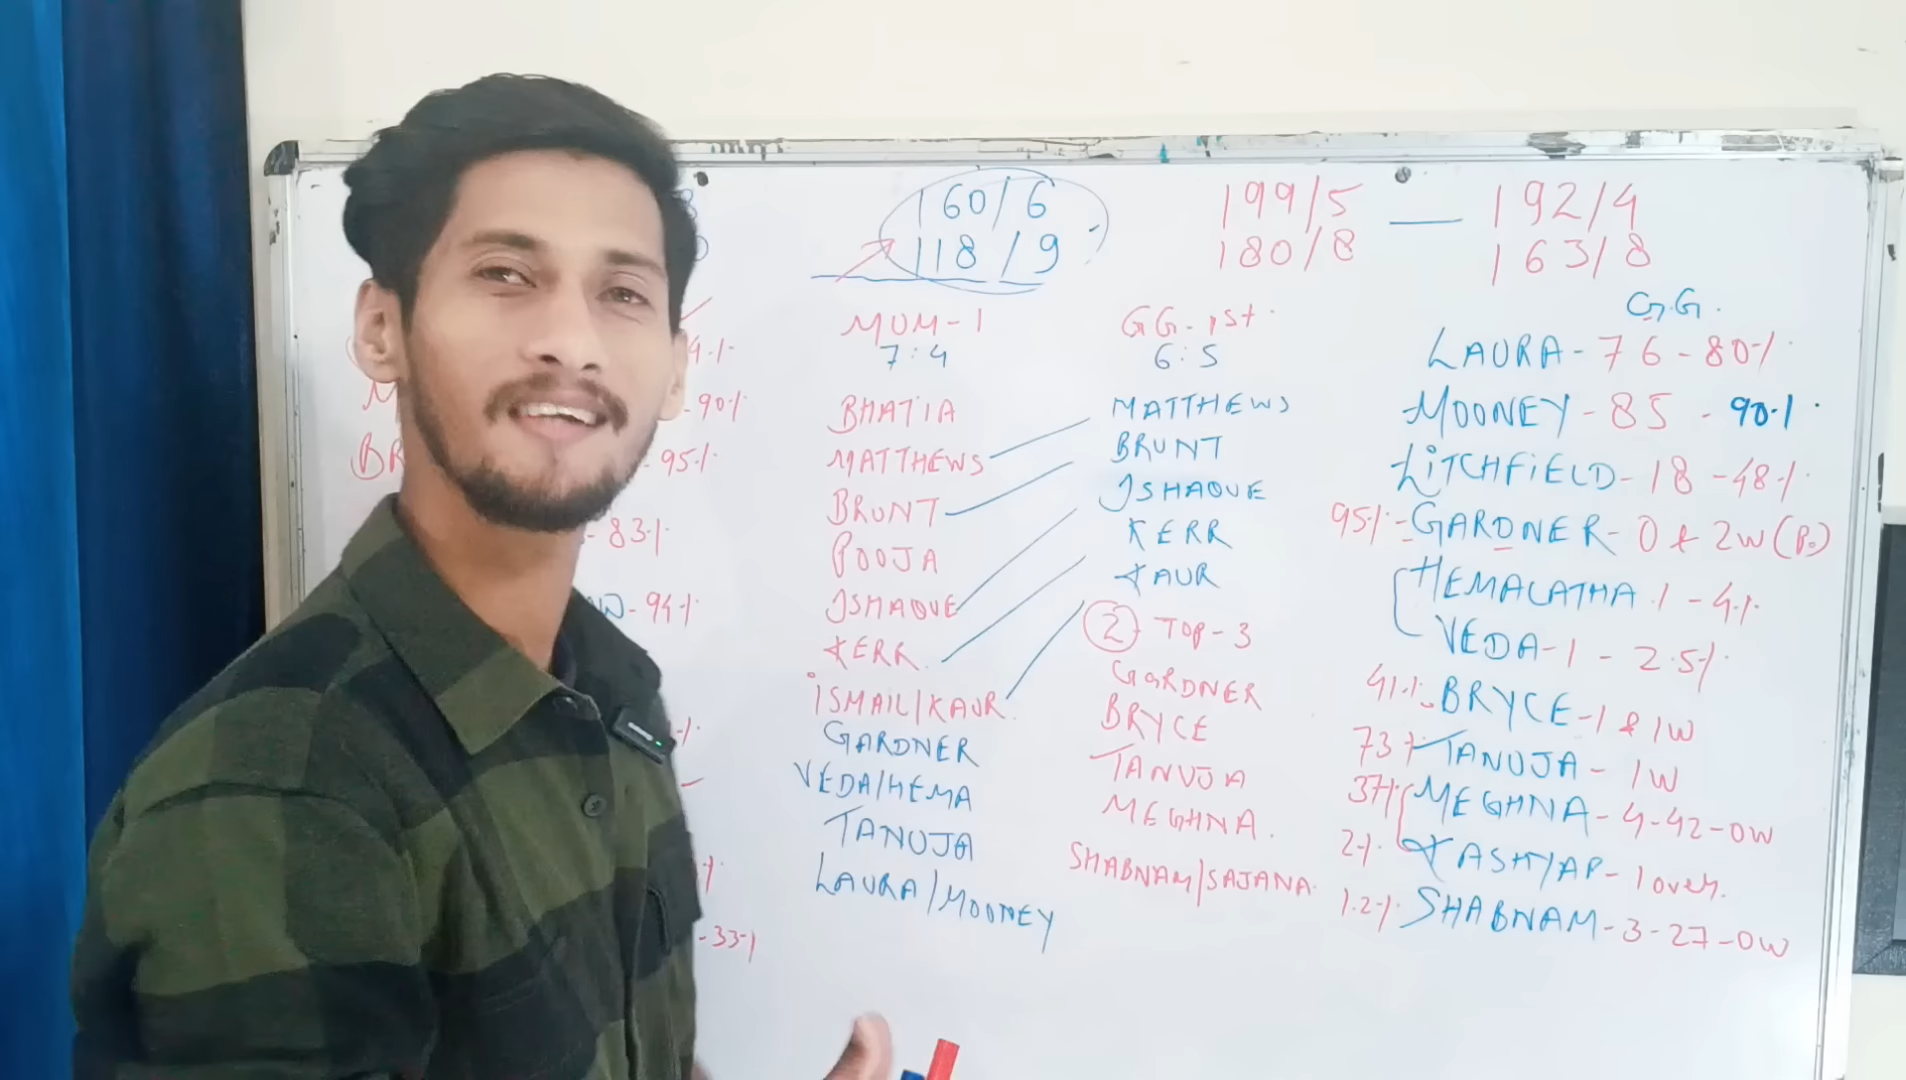 160/6
118/9
199/5 — 192/4
180/8
163/8
9%
M -90%
BR -95%
-83%
W-94%
-33%
MUM-1
7:4
BHATIA
MATTHEWS
BRUNT
POOJA
ISHAQUE
KERR.
ISMAIL/KAUR.
GARDNER
VEDA/HEMA
TANUJA
LAURA/MOONEY
GG-1st
6:5
MATTHEWS
BRUNT
ISHAQUE
KERR
KAUR
2 TOP-3
GARDNER
BRYCE
TANUJA
MEGHNA.
SHABNAM/SAJANA.
G.G.
LAURA-76-80%
MOONEY-85-90%
LITCHFIELD-18-48%
95%-GARDNER-0 & 2W(P.)
HEMALATHA 1-4%
VEDA-1-2.5%
41% BRYCE-1 & 1W
73% TANUJA-1W
37% MEGHNA-4-42-0W
2% KASHYAP-1 over.
1.2% SHABNAM-3-27-0W